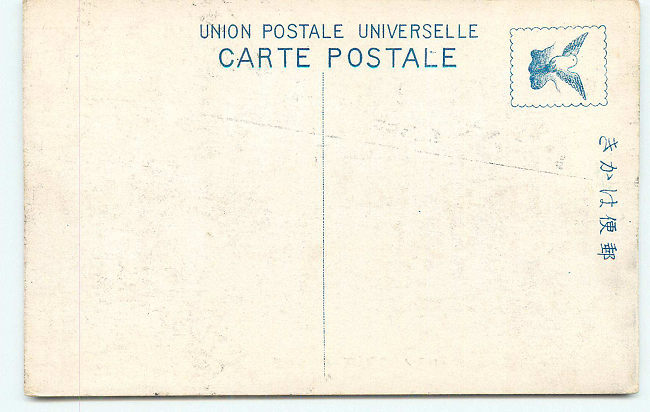 UNION POSTALE UNIVERSELLE
CARTE POSTALE
郵便はかき